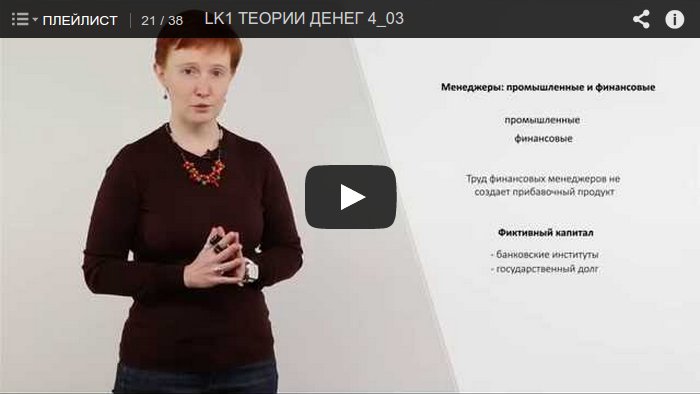 ПЛЕЙЛИСТ
21 / 38
LK1 ТЕОРИИ ДЕНЕГ 4_03
Менеджеры: промышленные и финансовые
промышленные
финансовые
Труд финансовых менеджеров не
создает прибавочный продукт
Фиктивный капитал
- банковские институты
- государственный долг